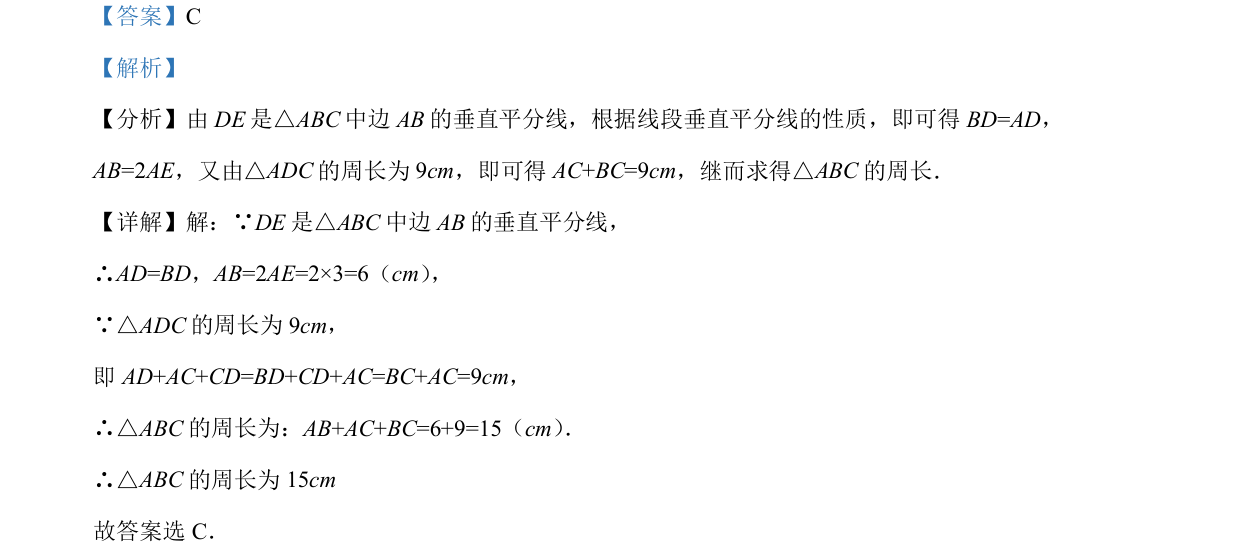 【答案】C
【解析】
【分析】由 DE 是△ABC 中边 AB 的垂直平分线，根据线段垂直平分线的性质，即可得 BD=AD，
AB=2AE，又由△ADC 的周长为 9cm，即可得 AC+BC=9cm，继而求得△ABC 的周长．
【详解】解：∵DE 是△ABC 中边 AB 的垂直平分线，
∴AD=BD，AB=2AE=2×3=6（cm），
∵△ADC 的周长为 9cm，
即 AD+AC+CD=BD+CD+AC=BC+AC=9cm，
∴△ABC 的周长为：AB+AC+BC=6+9=15（cm）．
∴△ABC 的周长为 15cm
故答案选 C．